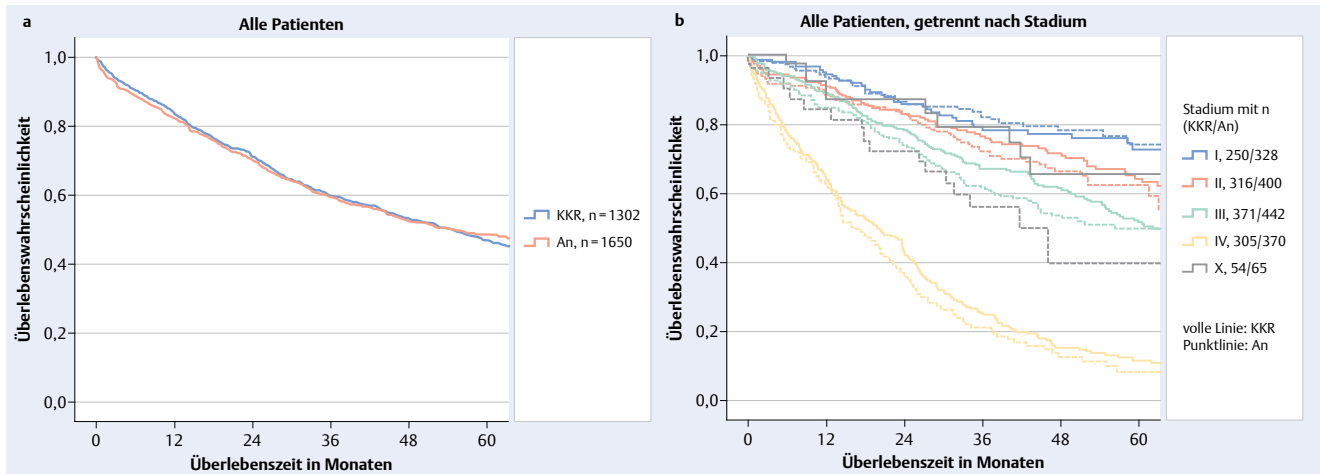 a
Alle Patienten
Überlebenswahrscheinlichkeit
1,0
0,8
0,6
0,4
0,2
0,0
0 12 24 36 48 60
Überlebenszeit in Monaten
KKR, n = 1302
An, n = 1650
b
Alle Patienten, getrennt nach Stadium
Überlebenswahrscheinlichkeit
1,0
0,8
0,6
0,4
0,2
0,0
0 12 24 36 48 60
Überlebenszeit in Monaten
Stadium mit n
(KKR/An)
I, 250/328
II, 316/400
III, 371/442
IV, 305/370
X, 54/65
volle Linie: KKR
Punktlinie: An